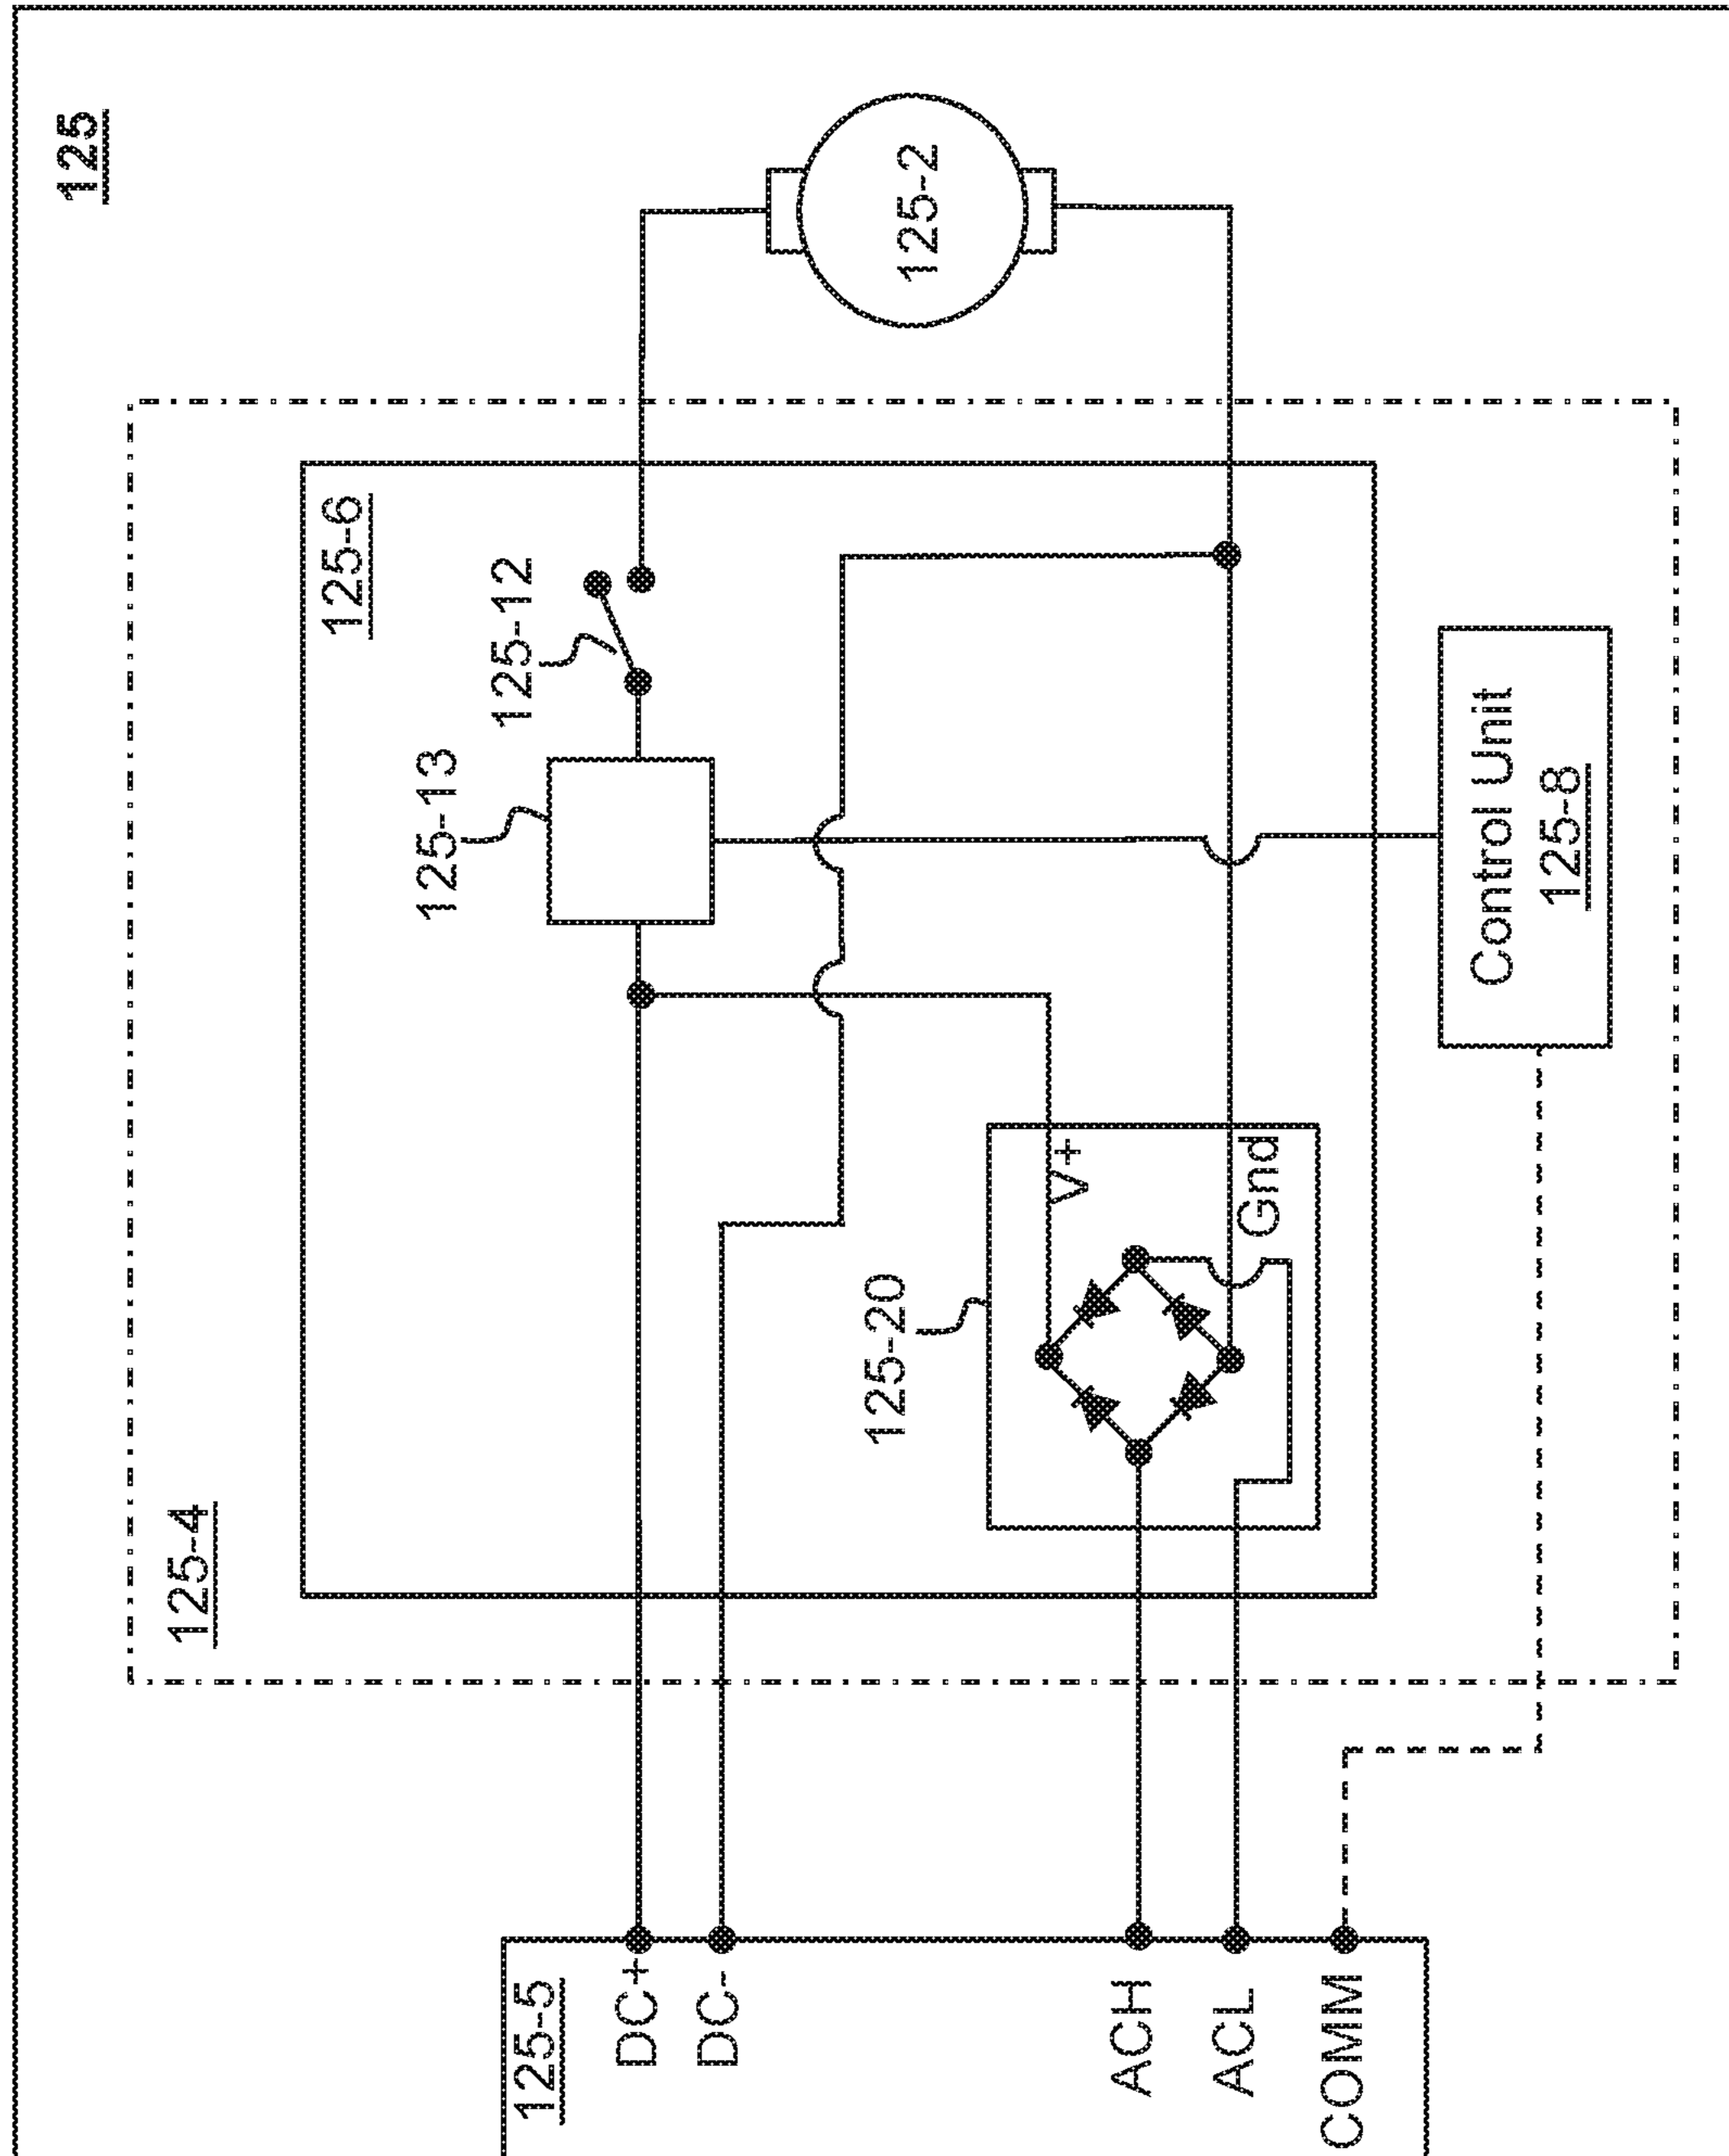 125
125-4
125-6
125-13
125-12
125-2
125-5
DC+
DC-
125-20
V+
Gnd
ACH
ACL
COMM
Control Unit
125-8